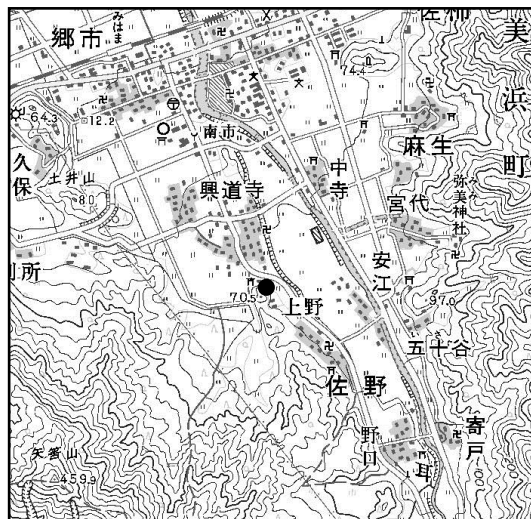 郷市
みはま
佐柿
美浜町
74.4
64.3
12.2
南市
麻生
久保
土井山
80
興道寺
中寺
宮代
弥美神社
別所
安江
70.5
上野
97.0
五十谷
佐野
野口
寄戸
耳
矢筈山
459.9